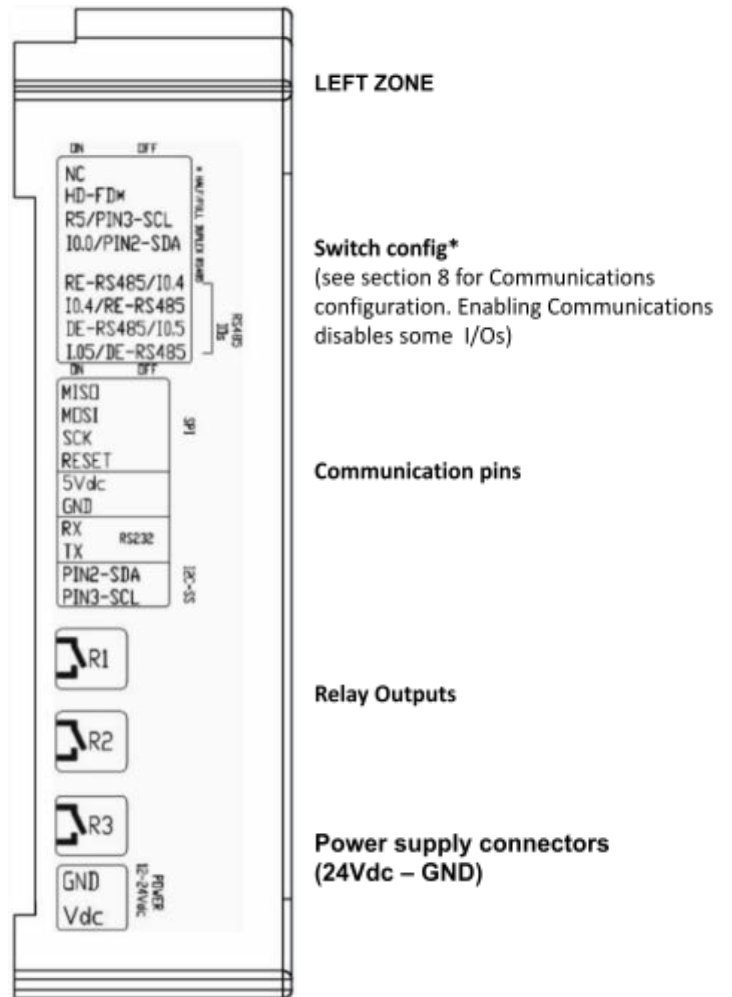 LEFT ZONE
ON OFF
NC
HD-FD*
R5/PIN3-SCL
I0.0/PIN2-SDA
* HALF/FULL DUPLEX RS485
RE-RS485/I0.4
I0.4/RE-RS485
DE-RS485/I0.5
I.05/DE-RS485
RS485
IOs
ON OFF
Switch config*
(see section 8 for Communications
configuration. Enabling Communications
disables some I/Os)
MISO
MOSI
SCK
RESET
SPI
5Vdc
GND
RX
TX
RS232
PIN2-SDA
PIN3-SCL
I2C-SS
Communication pins
R1
R2
R3
Relay Outputs
GND
Vdc
POWER
12-24Vdc
Power supply connectors
(24Vdc – GND)